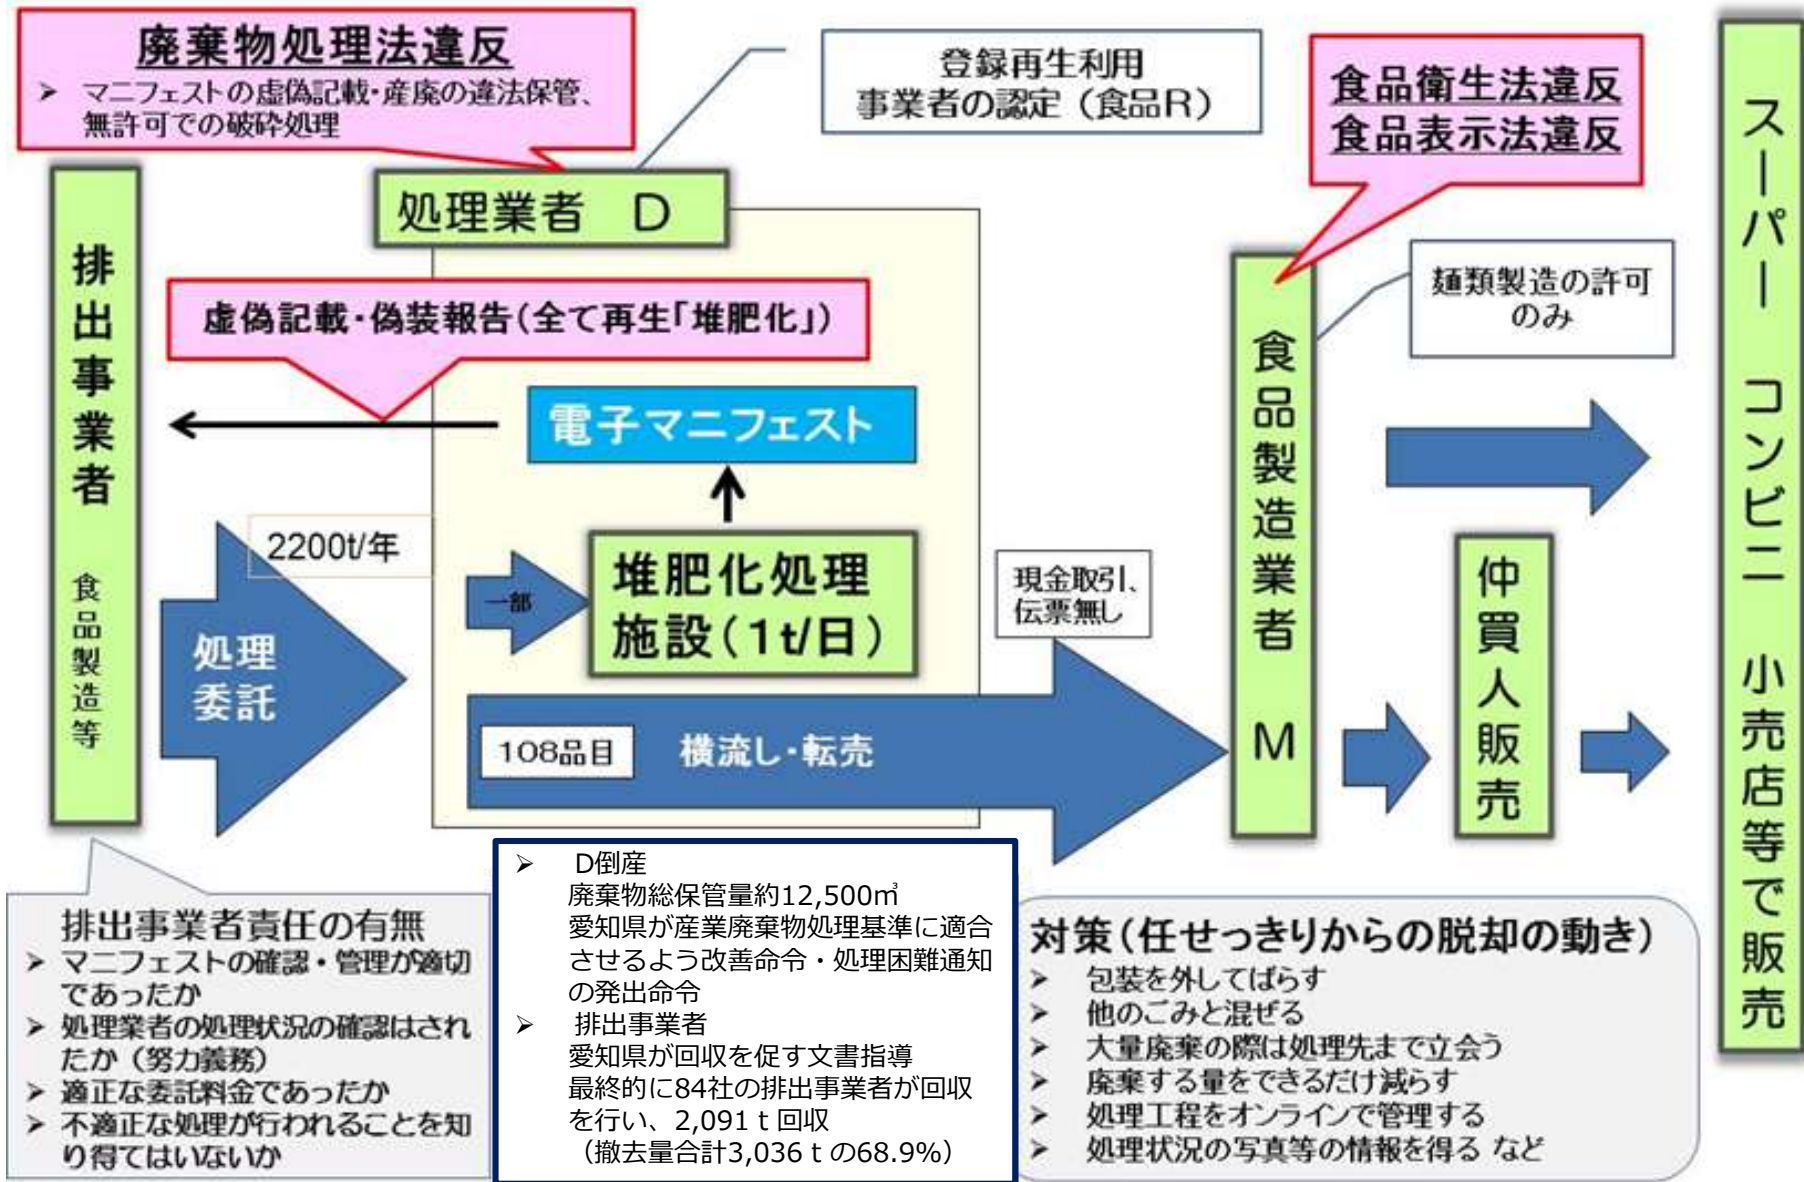 廃棄物処理法違反
➢ マニフェストの虚偽記載・産廃の違法保管、
無許可での破砕処理
登録再生利用
事業者の認定（食品R）
食品衛生法違反
食品表示法違反
処理業者　D
排出事業者　食品製造等
虚偽記載・偽装報告（全て再生「堆肥化」）
電子マニフェスト
2200t/年
処理
委託
一部
堆肥化処理
施設（1t/日）
108品目
横流し・転売
現金取引、
伝票無し
食品製造業者　M
麺類製造の許可
のみ
仲買人販売
スーパー　コンビニ　小売店等で販売
排出事業者責任の有無
➢ マニフェストの確認・管理が適切
であったか
➢ 処理業者の処理状況の確認はされ
たか（努力義務）
➢適正な委託料金であったか
➢ 不適正な処理が行われることを知
り得てはいないか
➢ D倒産
廃棄物総保管量約12,500㎥
愛知県が産業廃棄物処理基準に適合
させるよう改善命令・処理困難通知
の発出命令
➢ 排出事業者
愛知県が回収を促す文書指導
最終的に84社の排出事業者が回収
を行い、2,091ｔ回収
（撤去量合計3,036ｔの68.9%）
対策（任せっきりからの脱却の動き）
➢ 包装を外してばらす
➢ 他のごみと混ぜる
➢ 大量廃棄の際は処理先まで立会う
➢ 廃棄する量をできるだけ減らす
➢ 処理工程をオンラインで管理する
➢ 処理状況の写真等の情報を得る など